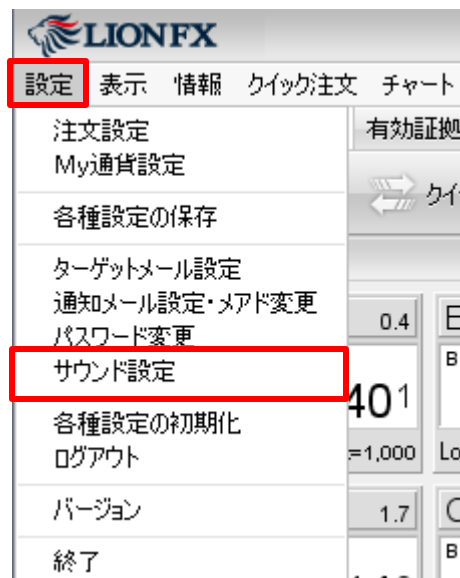 LION FX
設定 表示 情報 クイック注文 チャート
注文設定
My通貨設定
各種設定の保存
ターゲットメール設定
通知メール設定・メアド変更
パスワード変更
サウンド設定
各種設定の初期化
ログアウト
バージョン
終了
有効証拠
クイ
0.4
B
401
=1,000 Lo
1.7
B